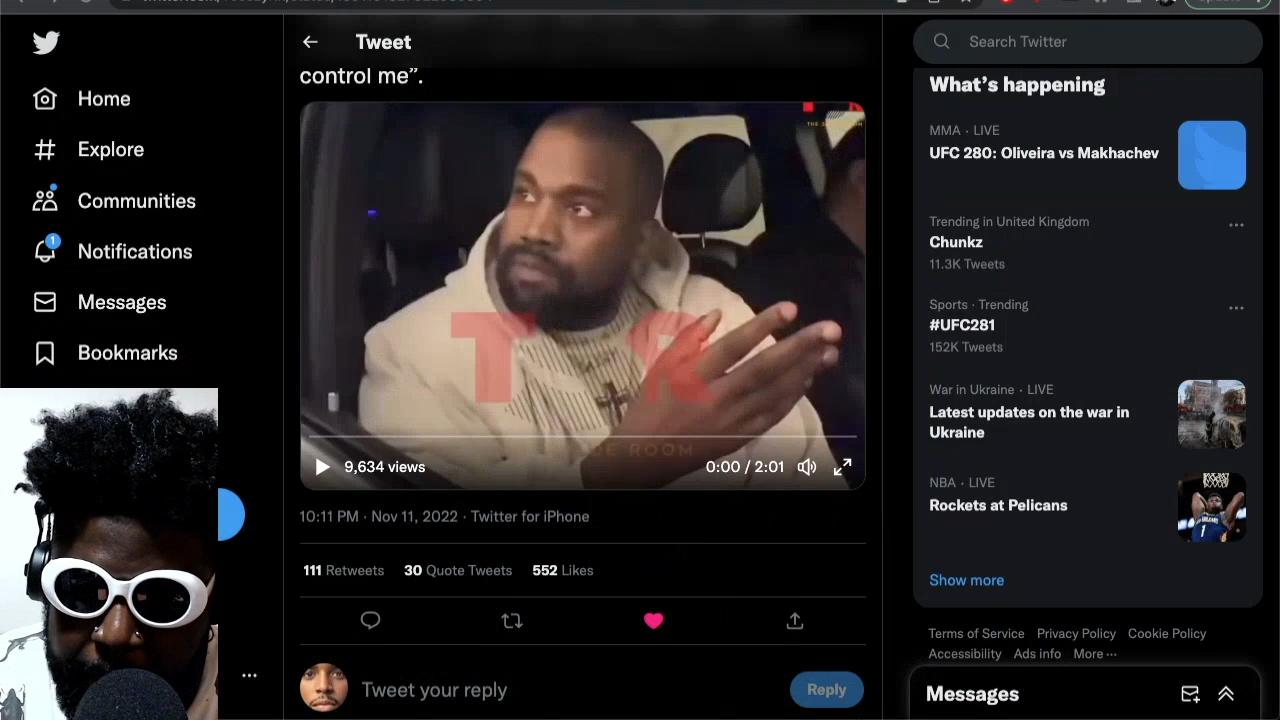 Tweet
control me”.
T R
9,634 views
0:00 / 2:01
10:11 PM · Nov 11, 2022 · Twitter for iPhone
111 Retweets 30 Quote Tweets 552 Likes
Tweet your reply
Reply
Home
Explore
Communities
1
Notifications
Messages
Bookmarks
Search Twitter
What’s happening
MMA · LIVE
UFC 280: Oliveira vs Makhachev
Trending in United Kingdom
Chunkz
11.3K Tweets
Sports · Trending
#UFC281
152K Tweets
War in Ukraine · LIVE
Latest updates on the war in
Ukraine
NBA · LIVE
Rockets at Pelicans
Show more
Terms of Service Privacy Policy Cookie Policy
Accessibility Ads info More ···
Messages